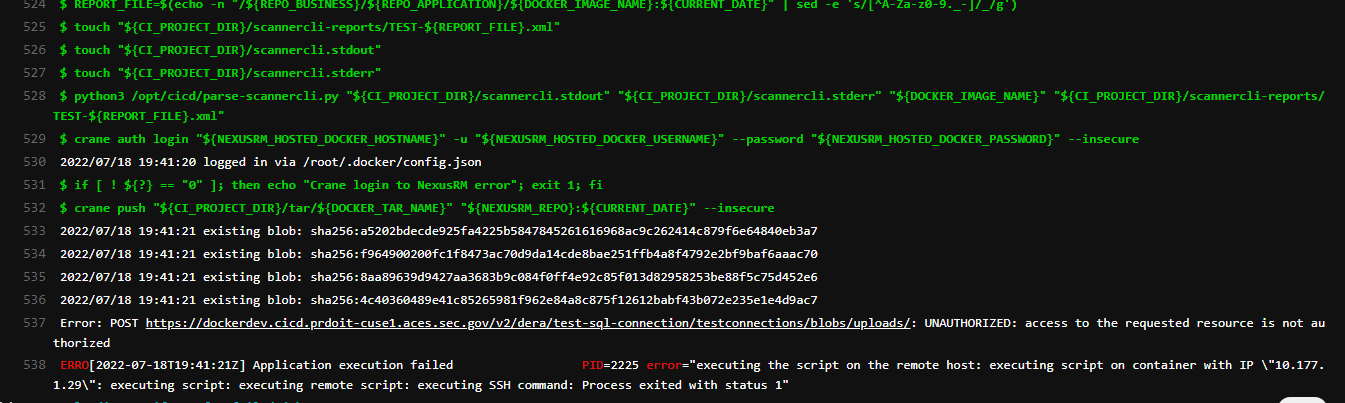 524 $ REPORT_FILE=$(echo -n "/${REPO_BUSINESS}/${REPO_APPLICATION}/${DOCKER_IMAGE_NAME}:${CURRENT_DATE}" | sed -e 's/[^A-Za-z0-9._-]/_/g')
525 $ touch "${CI_PROJECT_DIR}/scannercli-reports/TEST-${REPORT_FILE}.xml"
526 $ touch "${CI_PROJECT_DIR}/scannercli.stdout"
527 $ touch "${CI_PROJECT_DIR}/scannercli.stderr"
528 $ python3 /opt/cicd/parse-scannercli.py "${CI_PROJECT_DIR}/scannercli.stdout" "${CI_PROJECT_DIR}/scannercli.stderr" "${DOCKER_IMAGE_NAME}" "${CI_PROJECT_DIR}/scannercli-reports/
TEST-${REPORT_FILE}.xml"
529 $ crane auth login "${NEXUSRM_HOSTED_DOCKER_HOSTNAME}" -u "${NEXUSRM_HOSTED_DOCKER_USERNAME}" --password "${NEXUSRM_HOSTED_DOCKER_PASSWORD}" --insecure
530 2022/07/18 19:41:20 logged in via /root/.docker/config.json
531 $ if [ ! ${?} == "0" ]; then echo "Crane login to NexusRM error"; exit 1; fi
532 $ crane push "${CI_PROJECT_DIR}/tar/${DOCKER_TAR_NAME}" "${NEXUSRM_REPO}:${CURRENT_DATE}" --insecure
533 2022/07/18 19:41:21 existing blob: sha256:a5202bdecde925fa4225b5847845261616968ac9c262414c879f6e64840eb3a7
534 2022/07/18 19:41:21 existing blob: sha256:f964900200fc1f8473ac70d9da14cde8bae251ffb4a8f4792e2bf9baf6aaac70
535 2022/07/18 19:41:21 existing blob: sha256:8aa89639d9427aa3683b9c084f0ff4e92c85f013d82958253be88f5c75d452e6
536 2022/07/18 19:41:21 existing blob: sha256:4c40360489e41c85265981f962e84a8c875f12612babf43b072e235e1e4d9ac7
537 Error: POST https://dockerdev.cicd.prdoit-cuse1.aces.sec.gov/v2/dera/test-sql-connection/testconnections/blobs/uploads/: UNAUTHORIZED: access to the requested resource is not au
thorized
538 ERRO[2022-07-18T19:41:21Z] Application execution failed PID=2225 error="executing the script on the remote host: executing script on container with IP \"10.177.
1.29\": executing script: executing remote script: executing SSH command: Process exited with status 1"